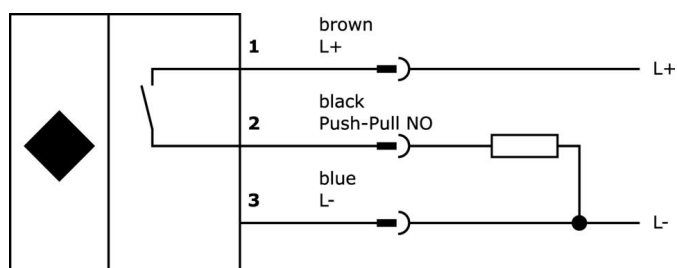 brown
1 L+
L+
black
2 Push-Pull NO
blue
3 L-
L-